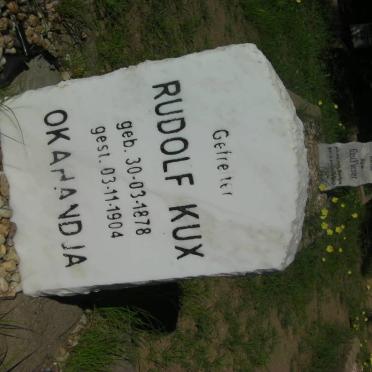 Gefreiter
RUDOLF KUX
geb. 30-03-1878
gest. 03-11-1904
OKAHANDJA